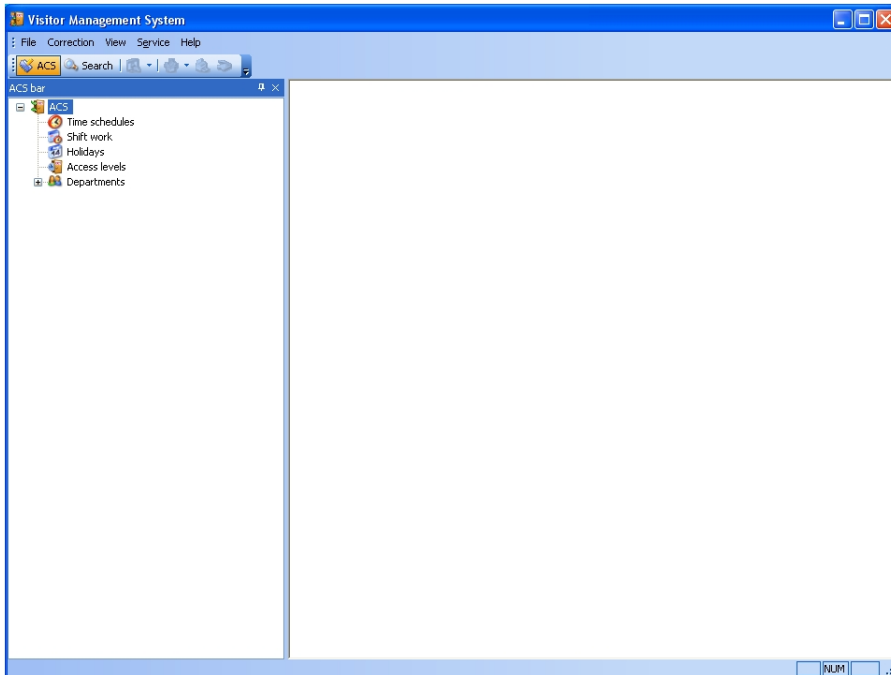 Visitor Management System
File Correction View Service Help
ACS Search
ACS bar
ACS
Time schedules
Shift work
Holidays
Access levels
Departments
NUM